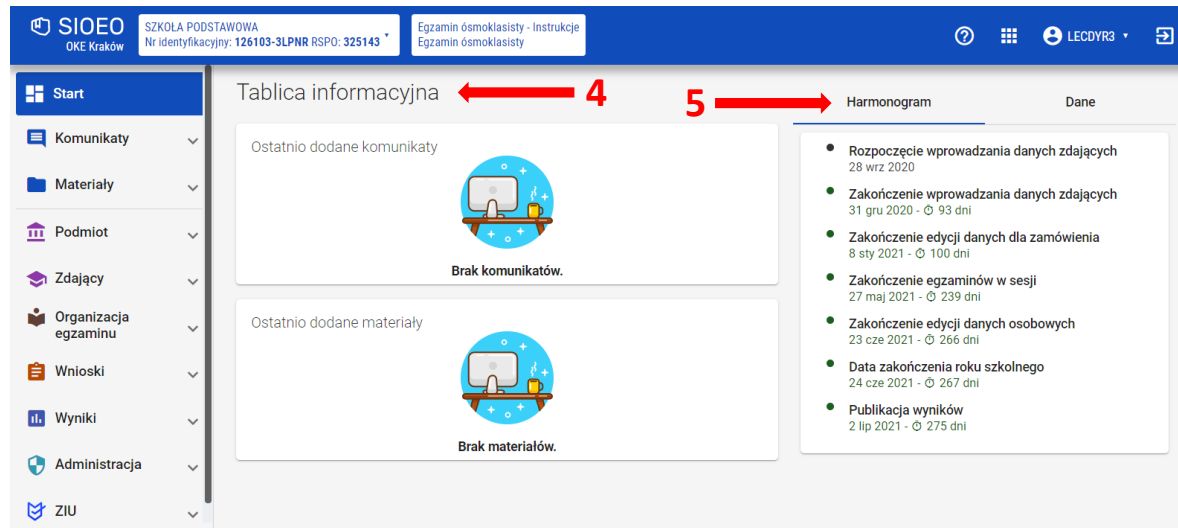 SIOEO
OKE Kraków
SZKOŁA PODSTAWOWA
Nr identyfikacyjny: 126103-3LPNR RSPO: 325143
Egzamin ósmoklasisty - Instrukcje
Egzamin ósmoklasisty
LECDYR3
Start
Komunikaty
Materiały
Podmiot
Zdający
Organizacja
egzaminu
Wnioski
Wyniki
Administracja
ZIU
Tablica informacyjna
4
Ostatnio dodane komunikaty
Brak komunikatów.
Ostatnio dodane materiały
Brak materiałów.
5
Harmonogram
Dane
Rozpoczęcie wprowadzania danych zdających
28 wrz 2020
Zakończenie wprowadzania danych zdających
31 gru 2020 - 93 dni
Zakończenie edycji danych dla zamówienia
8 sty 2021 - 100 dni
Zakończenie egzaminów w sesji
27 maj 2021 - 239 dni
Zakończenie edycji danych osobowych
23 cze 2021 - 266 dni
Data zakończenia roku szkolnego
24 cze 2021 - 267 dni
Publikacja wyników
2 lip 2021 - 275 dni